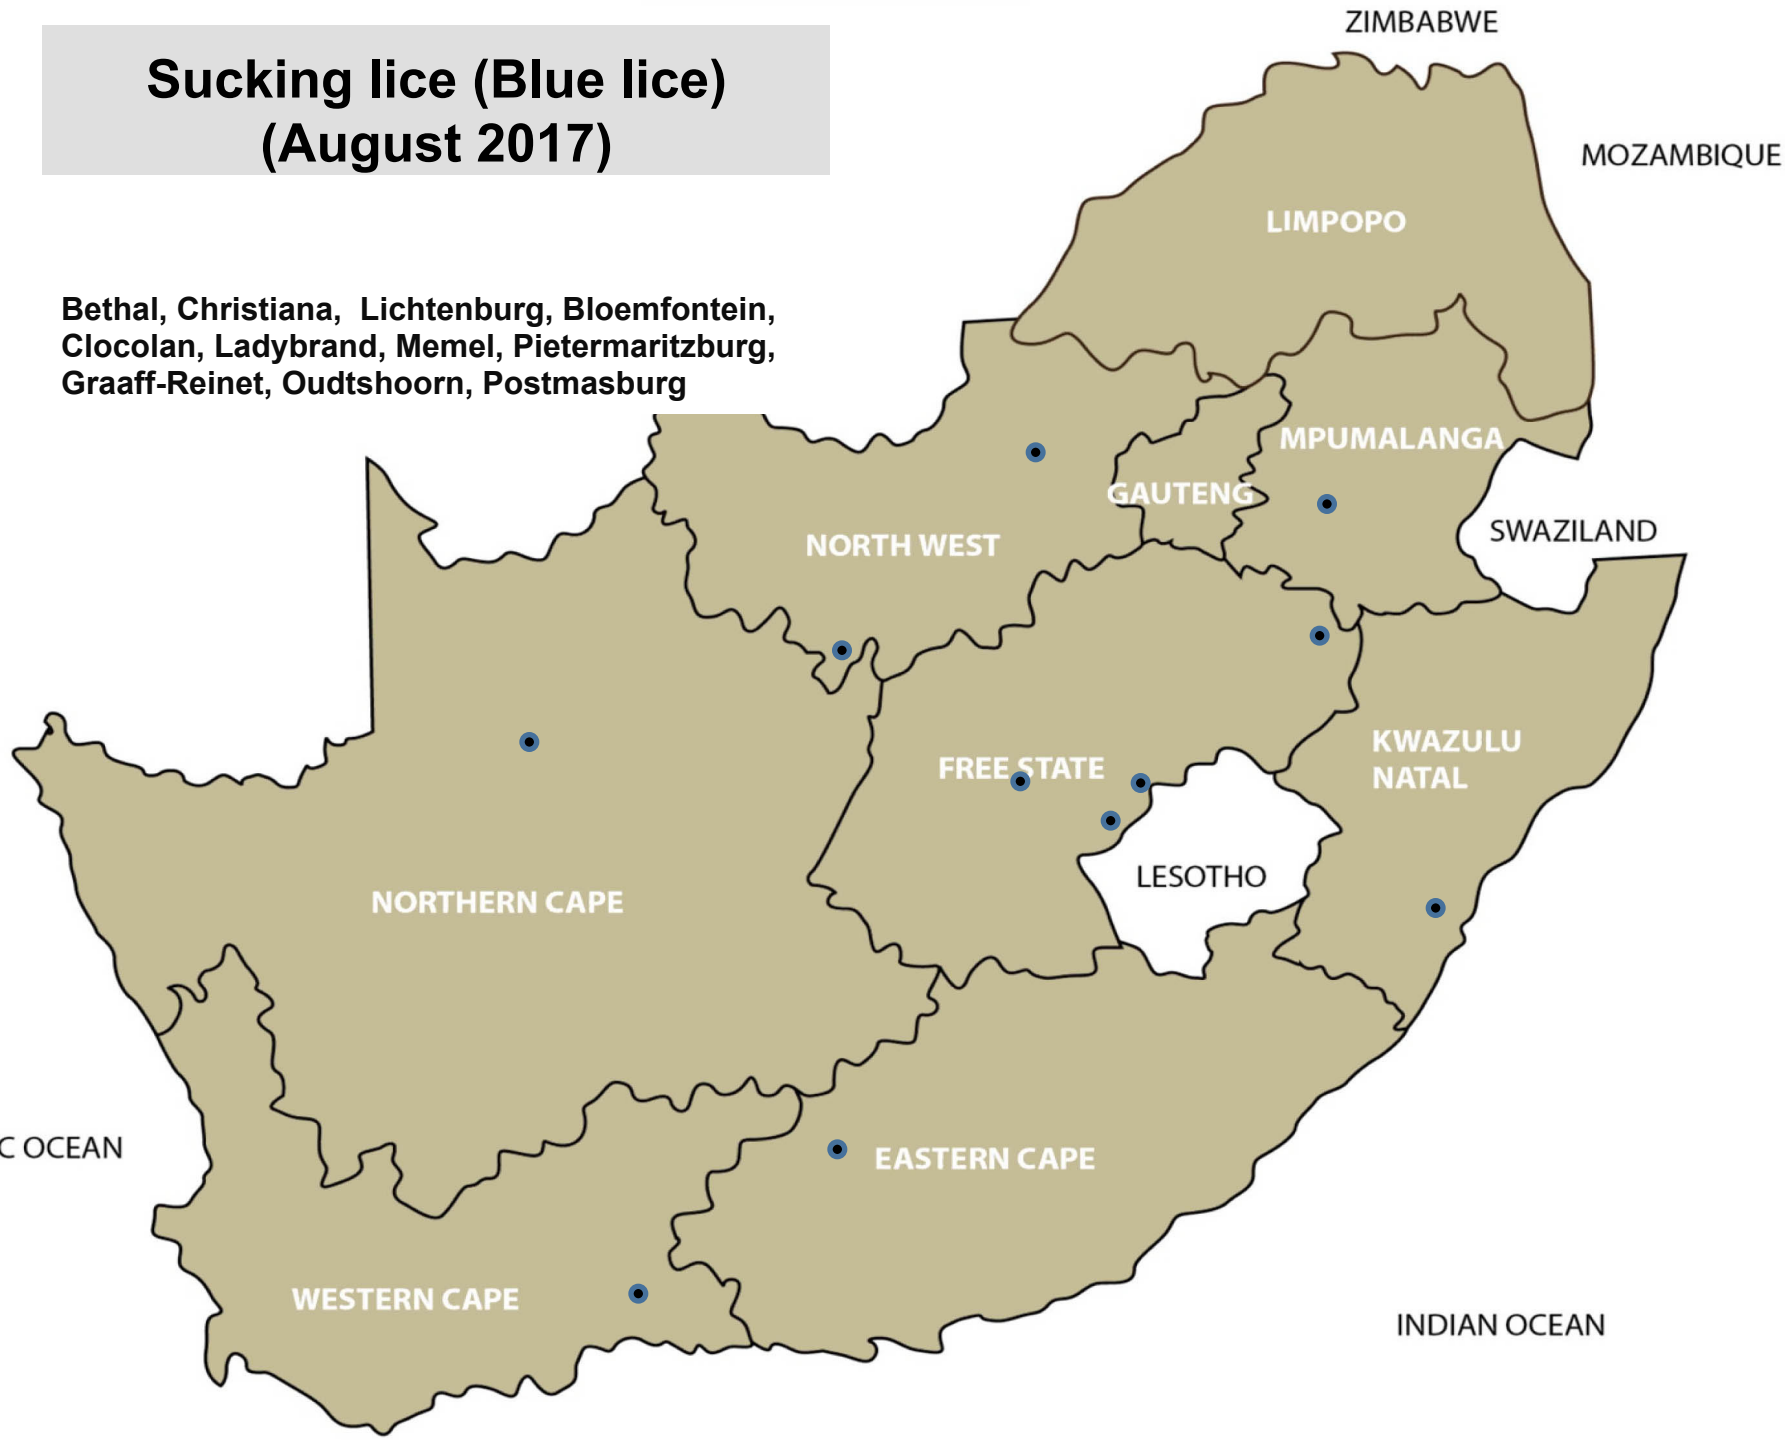 ZIMBABWE
Sucking lice (Blue lice)
(August 2017)
MOZAMBIQUE
LIMPOPO
Bethal, Christiana,  Lichtenburg, Bloemfontein,
Clocolan, Ladybrand, Memel, Pietermaritzburg,
Graaff-Reinet, Oudtshoorn, Postmasburg
MPUMALANGA
GAUTENG
SWAZILAND
NORTH WEST
KWAZULU
NATAL
FREE STATE
LESOTHO
NORTHERN CAPE
C OCEAN
EASTERN CAPE
WESTERN CAPE
INDIAN OCEAN